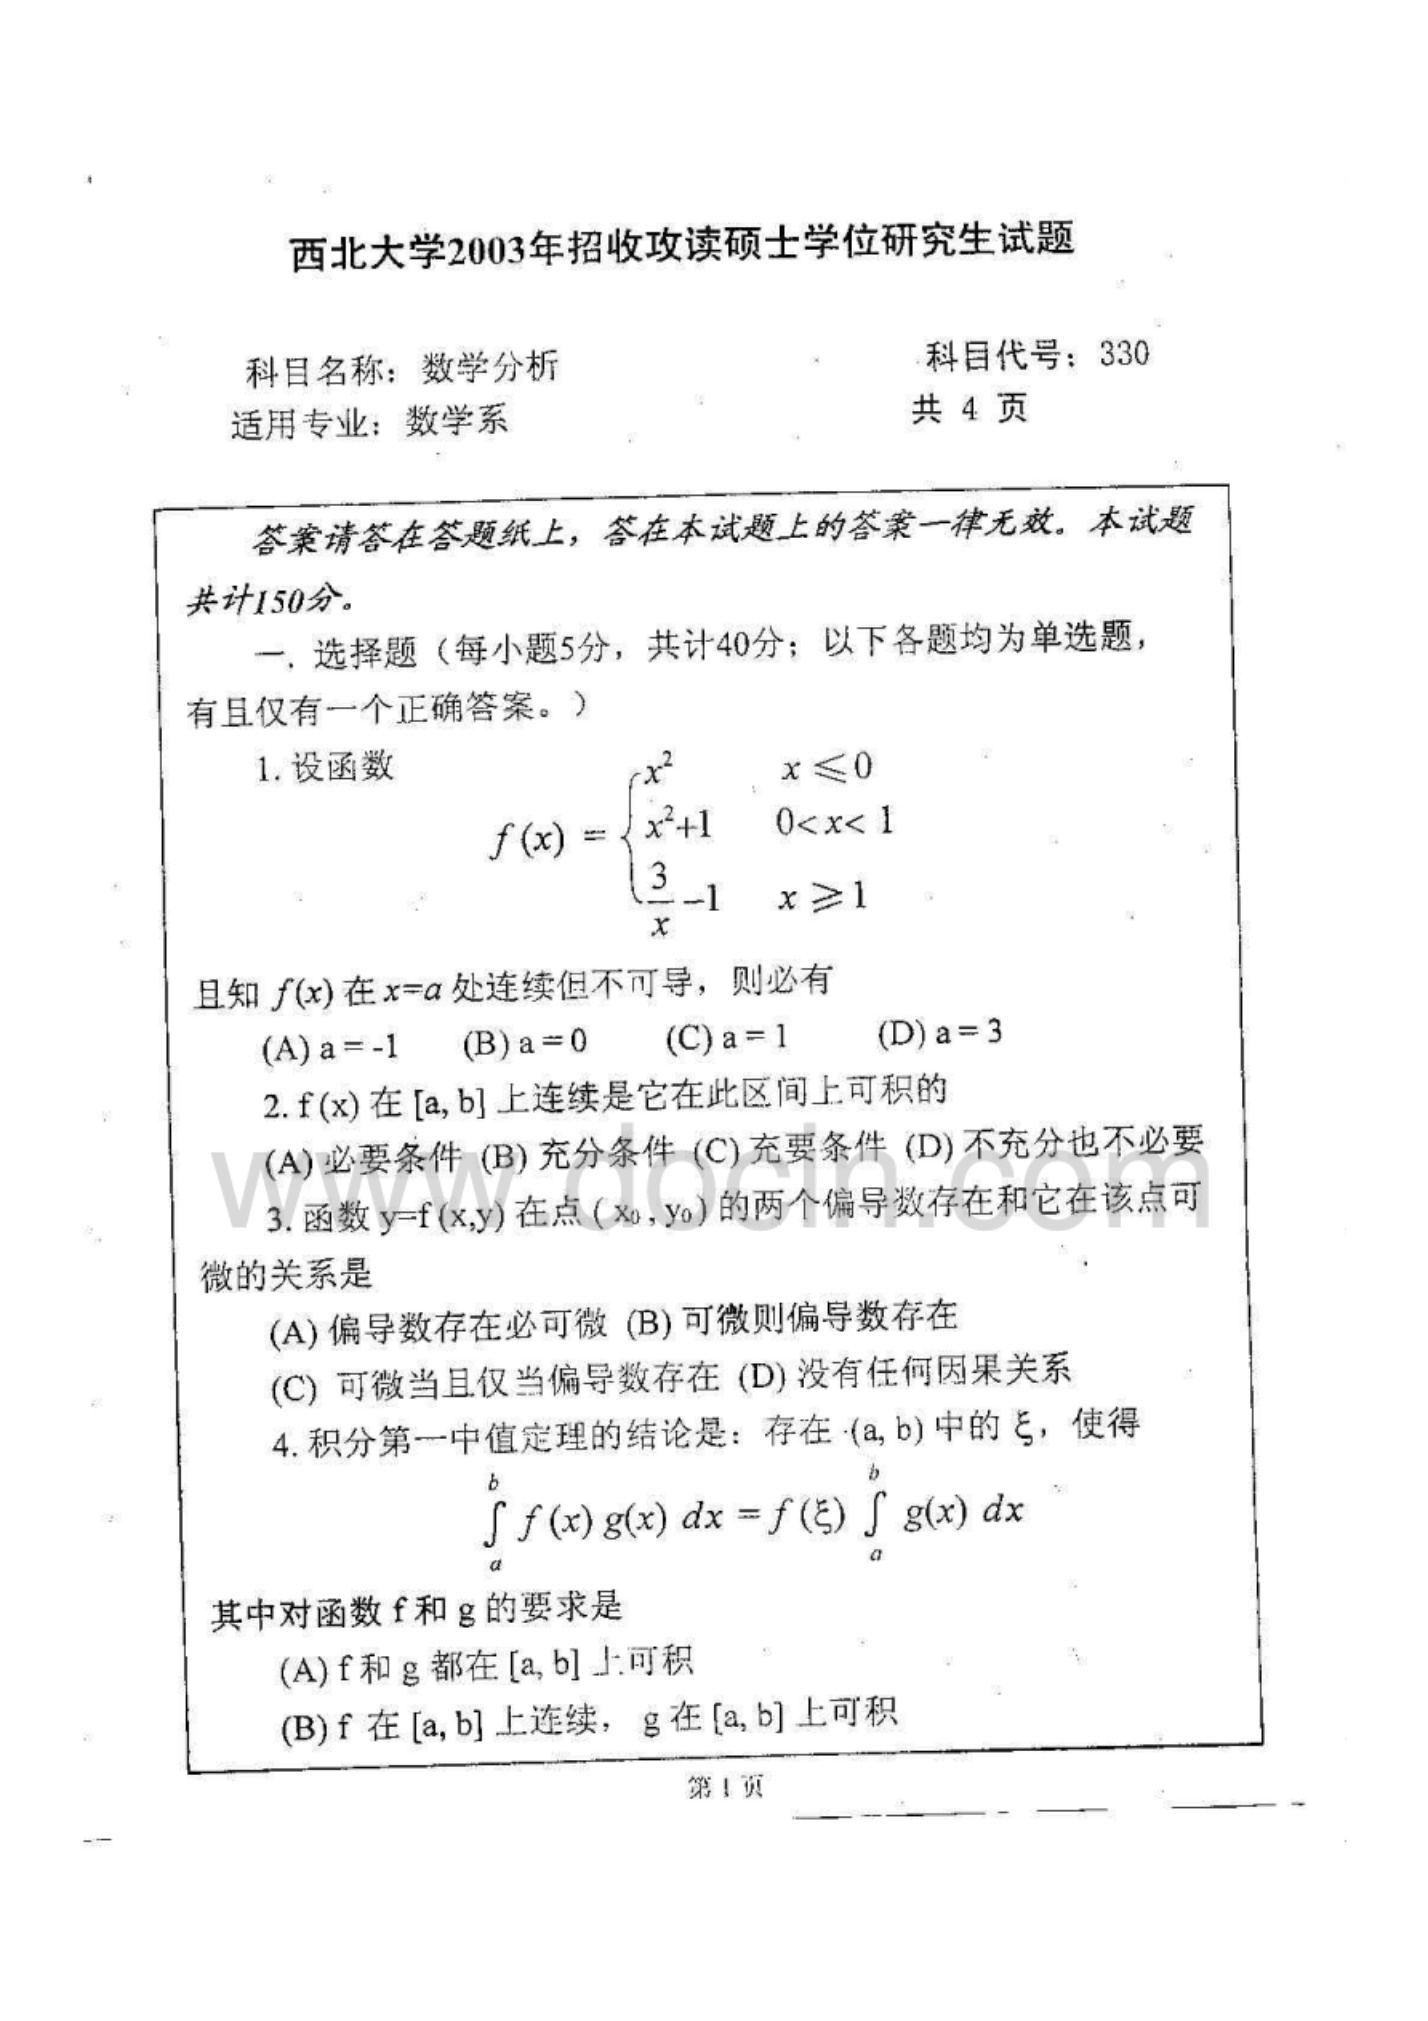 西北大学2003年招收攻读硕士学位研究生试题
科目名称：数学分析 科目代号：330
适用专业：数学系 共 4 页
答案请答在答题纸上，答在本试题上的答案一律无效。本试题
共计150分。
一. 选择题（每小题5分，共计40分；以下各题均为单选题，
有且仅有一个正确答案。）
1. 设函数
f (x) = { x² x ≤ 0
x²+1 0< x< 1
3/x −1 x ≥ 1
且知 f(x) 在 x=a 处连续但不可导，则必有
(A) a = -1 (B) a = 0 (C) a = 1 (D) a = 3
2. f (x) 在 [a, b] 上连续是它在此区间上可积的
(A) 必要条件 (B) 充分条件 (C) 充要条件 (D) 不充分也不必要
3. 函数 y=f (x,y) 在点 ( x₀ , y₀ ) 的两个偏导数存在和它在该点可
微的关系是
(A) 偏导数存在必可微 (B) 可微则偏导数存在
(C) 可微当且仅当偏导数存在 (D) 没有任何因果关系
4. 积分第一中值定理的结论是：存在 (a, b) 中的 ξ，使得
∫ₐᵇ f (x) g(x) dx = f (ξ) ∫ₐᵇ g(x) dx
其中对函数 f 和 g 的要求是
(A) f 和 g 都在 [a, b] 上可积
(B) f 在 [a, b] 上连续， g 在 [a, b] 上可积
第 1 页
www.docin.com